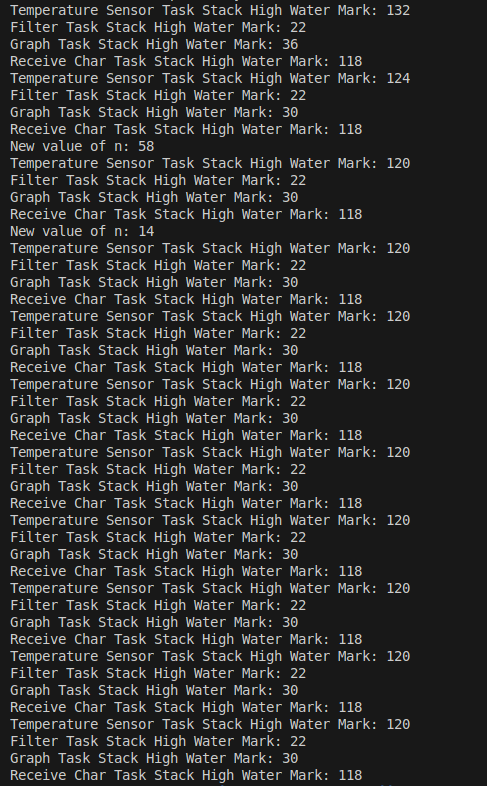 Temperature Sensor Task Stack High Water Mark: 132
Filter Task Stack High Water Mark: 22
Graph Task Stack High Water Mark: 36
Receive Char Task Stack High Water Mark: 118
Temperature Sensor Task Stack High Water Mark: 124
Filter Task Stack High Water Mark: 22
Graph Task Stack High Water Mark: 30
Receive Char Task Stack High Water Mark: 118
New value of n: 58
Temperature Sensor Task Stack High Water Mark: 120
Filter Task Stack High Water Mark: 22
Graph Task Stack High Water Mark: 30
Receive Char Task Stack High Water Mark: 118
New value of n: 14
Temperature Sensor Task Stack High Water Mark: 120
Filter Task Stack High Water Mark: 22
Graph Task Stack High Water Mark: 30
Receive Char Task Stack High Water Mark: 118
Temperature Sensor Task Stack High Water Mark: 120
Filter Task Stack High Water Mark: 22
Graph Task Stack High Water Mark: 30
Receive Char Task Stack High Water Mark: 118
Temperature Sensor Task Stack High Water Mark: 120
Filter Task Stack High Water Mark: 22
Graph Task Stack High Water Mark: 30
Receive Char Task Stack High Water Mark: 118
Temperature Sensor Task Stack High Water Mark: 120
Filter Task Stack High Water Mark: 22
Graph Task Stack High Water Mark: 30
Receive Char Task Stack High Water Mark: 118
Temperature Sensor Task Stack High Water Mark: 120
Filter Task Stack High Water Mark: 22
Graph Task Stack High Water Mark: 30
Receive Char Task Stack High Water Mark: 118
Temperature Sensor Task Stack High Water Mark: 120
Filter Task Stack High Water Mark: 22
Graph Task Stack High Water Mark: 30
Receive Char Task Stack High Water Mark: 118
Temperature Sensor Task Stack High Water Mark: 120
Filter Task Stack High Water Mark: 22
Graph Task Stack High Water Mark: 30
Receive Char Task Stack High Water Mark: 118
Temperature Sensor Task Stack High Water Mark: 120
Filter Task Stack High Water Mark: 22
Graph Task Stack High Water Mark: 30
Receive Char Task Stack High Water Mark: 118